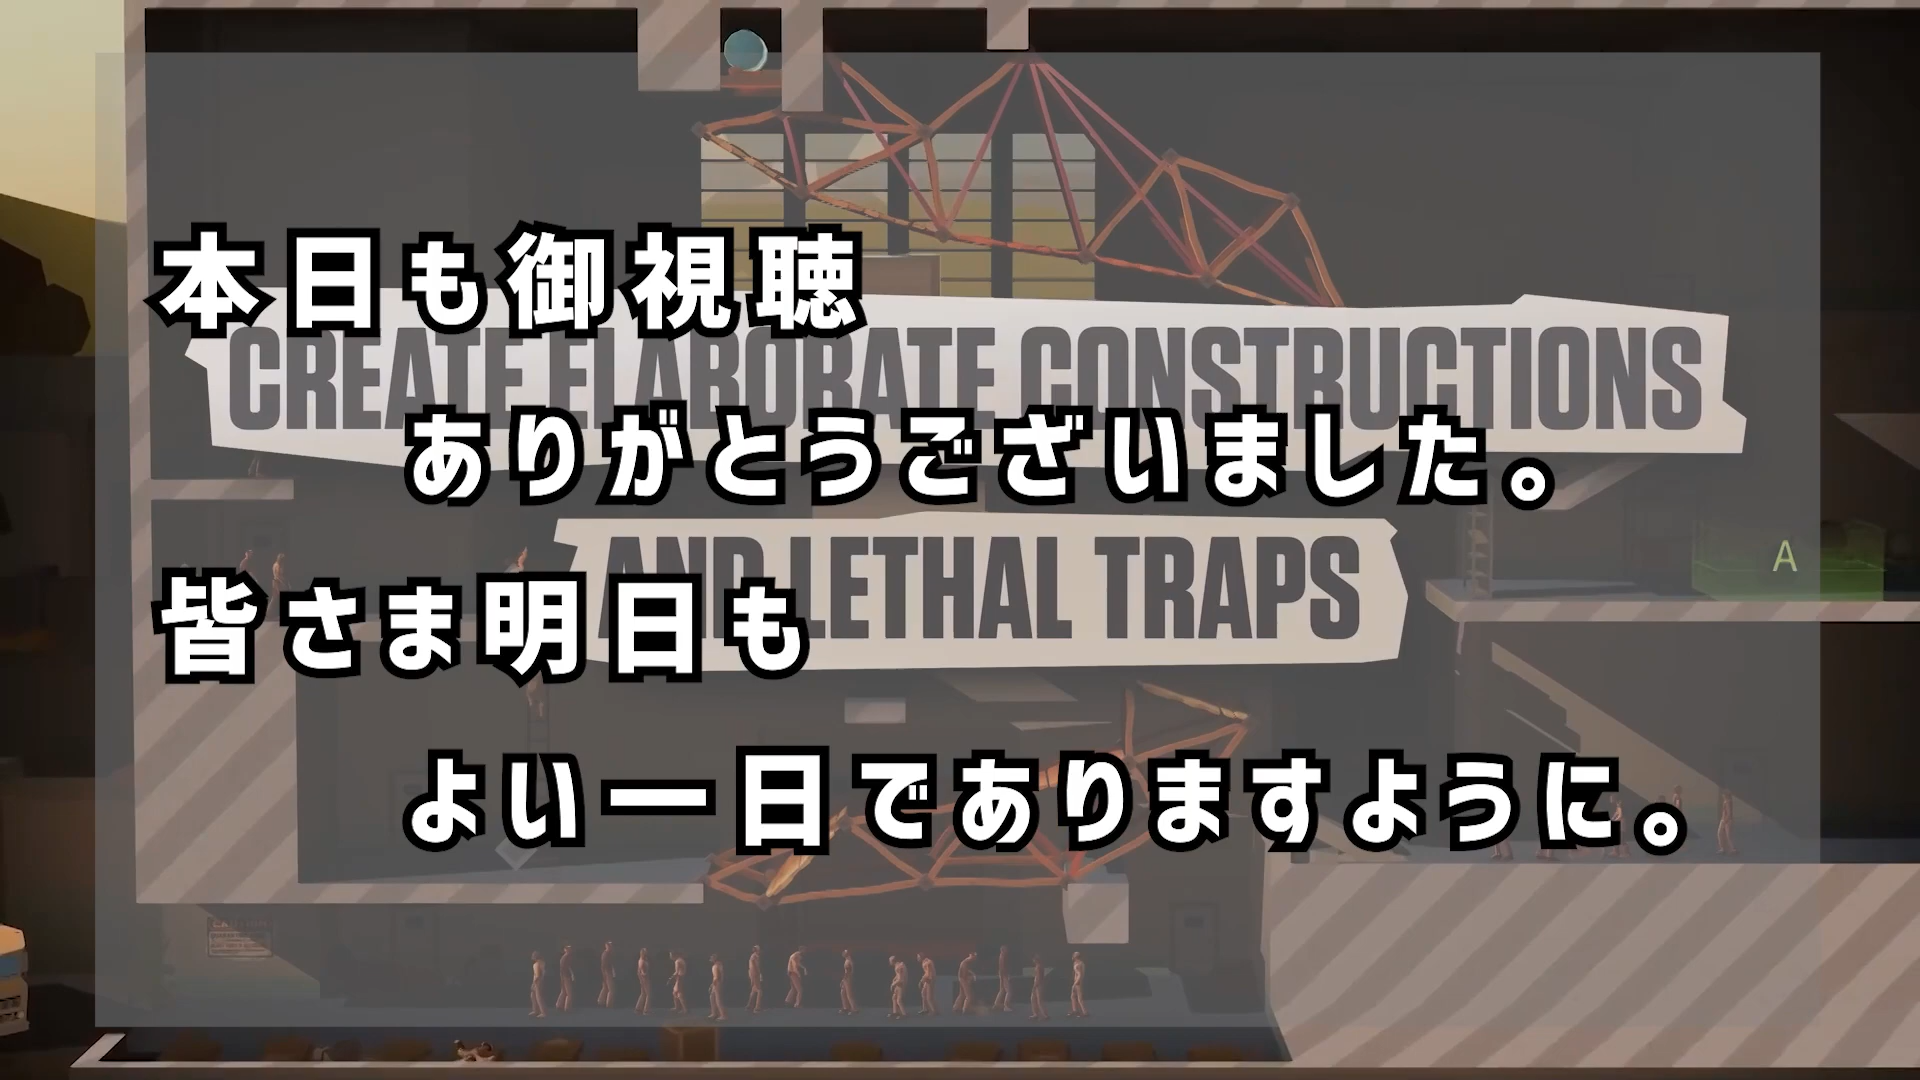 本日も御視聴
CREATE ELABORATE CONSTRUCTIONS
ありがとうございました。
AND LETHAL TRAPS
A
皆さま明日も
よい一日でありますように。